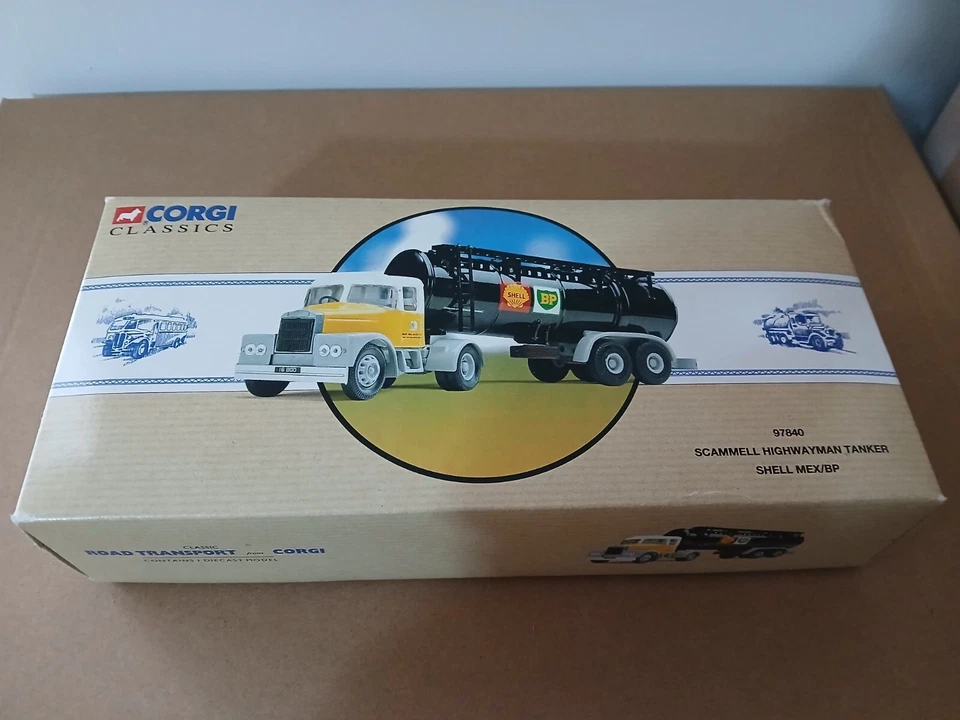 CORGI
CLASSICS
SHELL
BP
97840
SCAMMELL HIGHWAYMAN TANKER
SHELL MEX/BP
CLASSIC
ROAD TRANSPORT from CORGI
CONTAINS 1 DIECAST MODEL